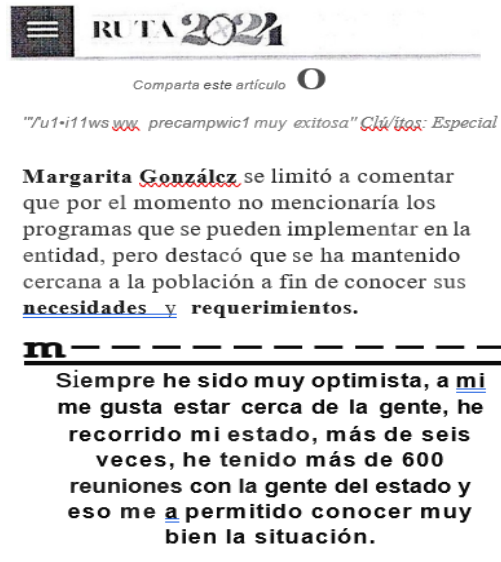 RUTA 2024
Comparta este artículo O
"'/'u1•i11ws ww. precampwic1 muy exitosa" Clú/itos: Especial
Margarita Gonzálcz se limitó a comentar
que por el momento no mencionaría los
programas que se pueden implementar en la
entidad, pero destacó que se ha mantenido
cercana a la población a fin de conocer sus
necesidades y requerimientos.
m
Siempre he sido muy optimista, a mi
me gusta estar cerca de la gente, he
recorrido mi estado, más de seis
veces, he tenido más de 600
reuniones con la gente del estado y
eso me a permitido conocer muy
bien la situación.